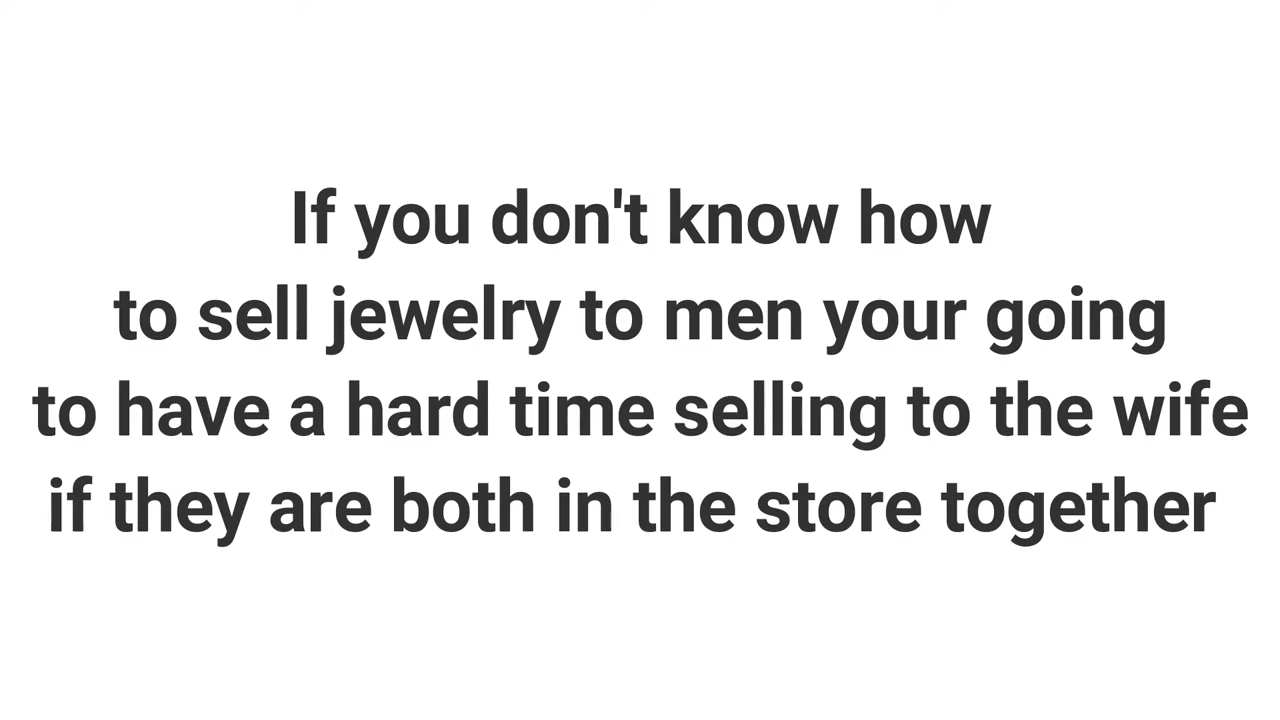 If you don't know how
to sell jewelry to men your going
to have a hard time selling to the wife
if they are both in the store together